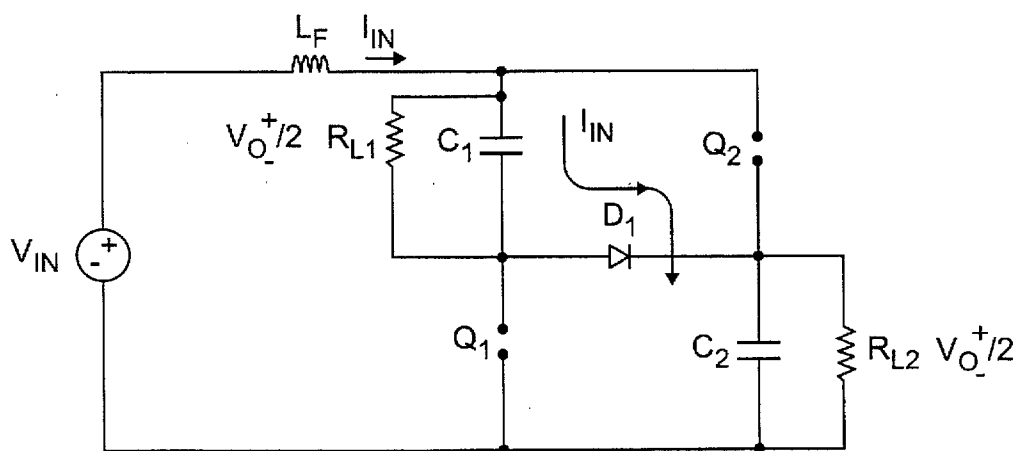 L_F I_IN
V_O^+_-/2 R_L1 C_1 I_IN Q_2
D_1
V_IN + -
Q_1 C_2 R_L2 V_O^+_-/2